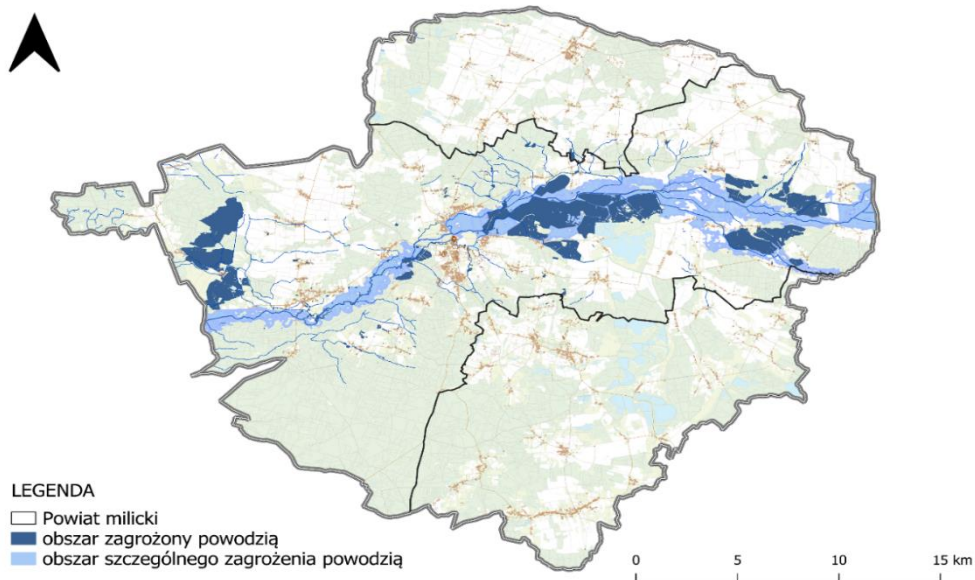 LEGENDA
Powiat milicki
obszar zagrożony powodzią
obszar szczególnego zagrożenia powodzią
0 5 10 15 km